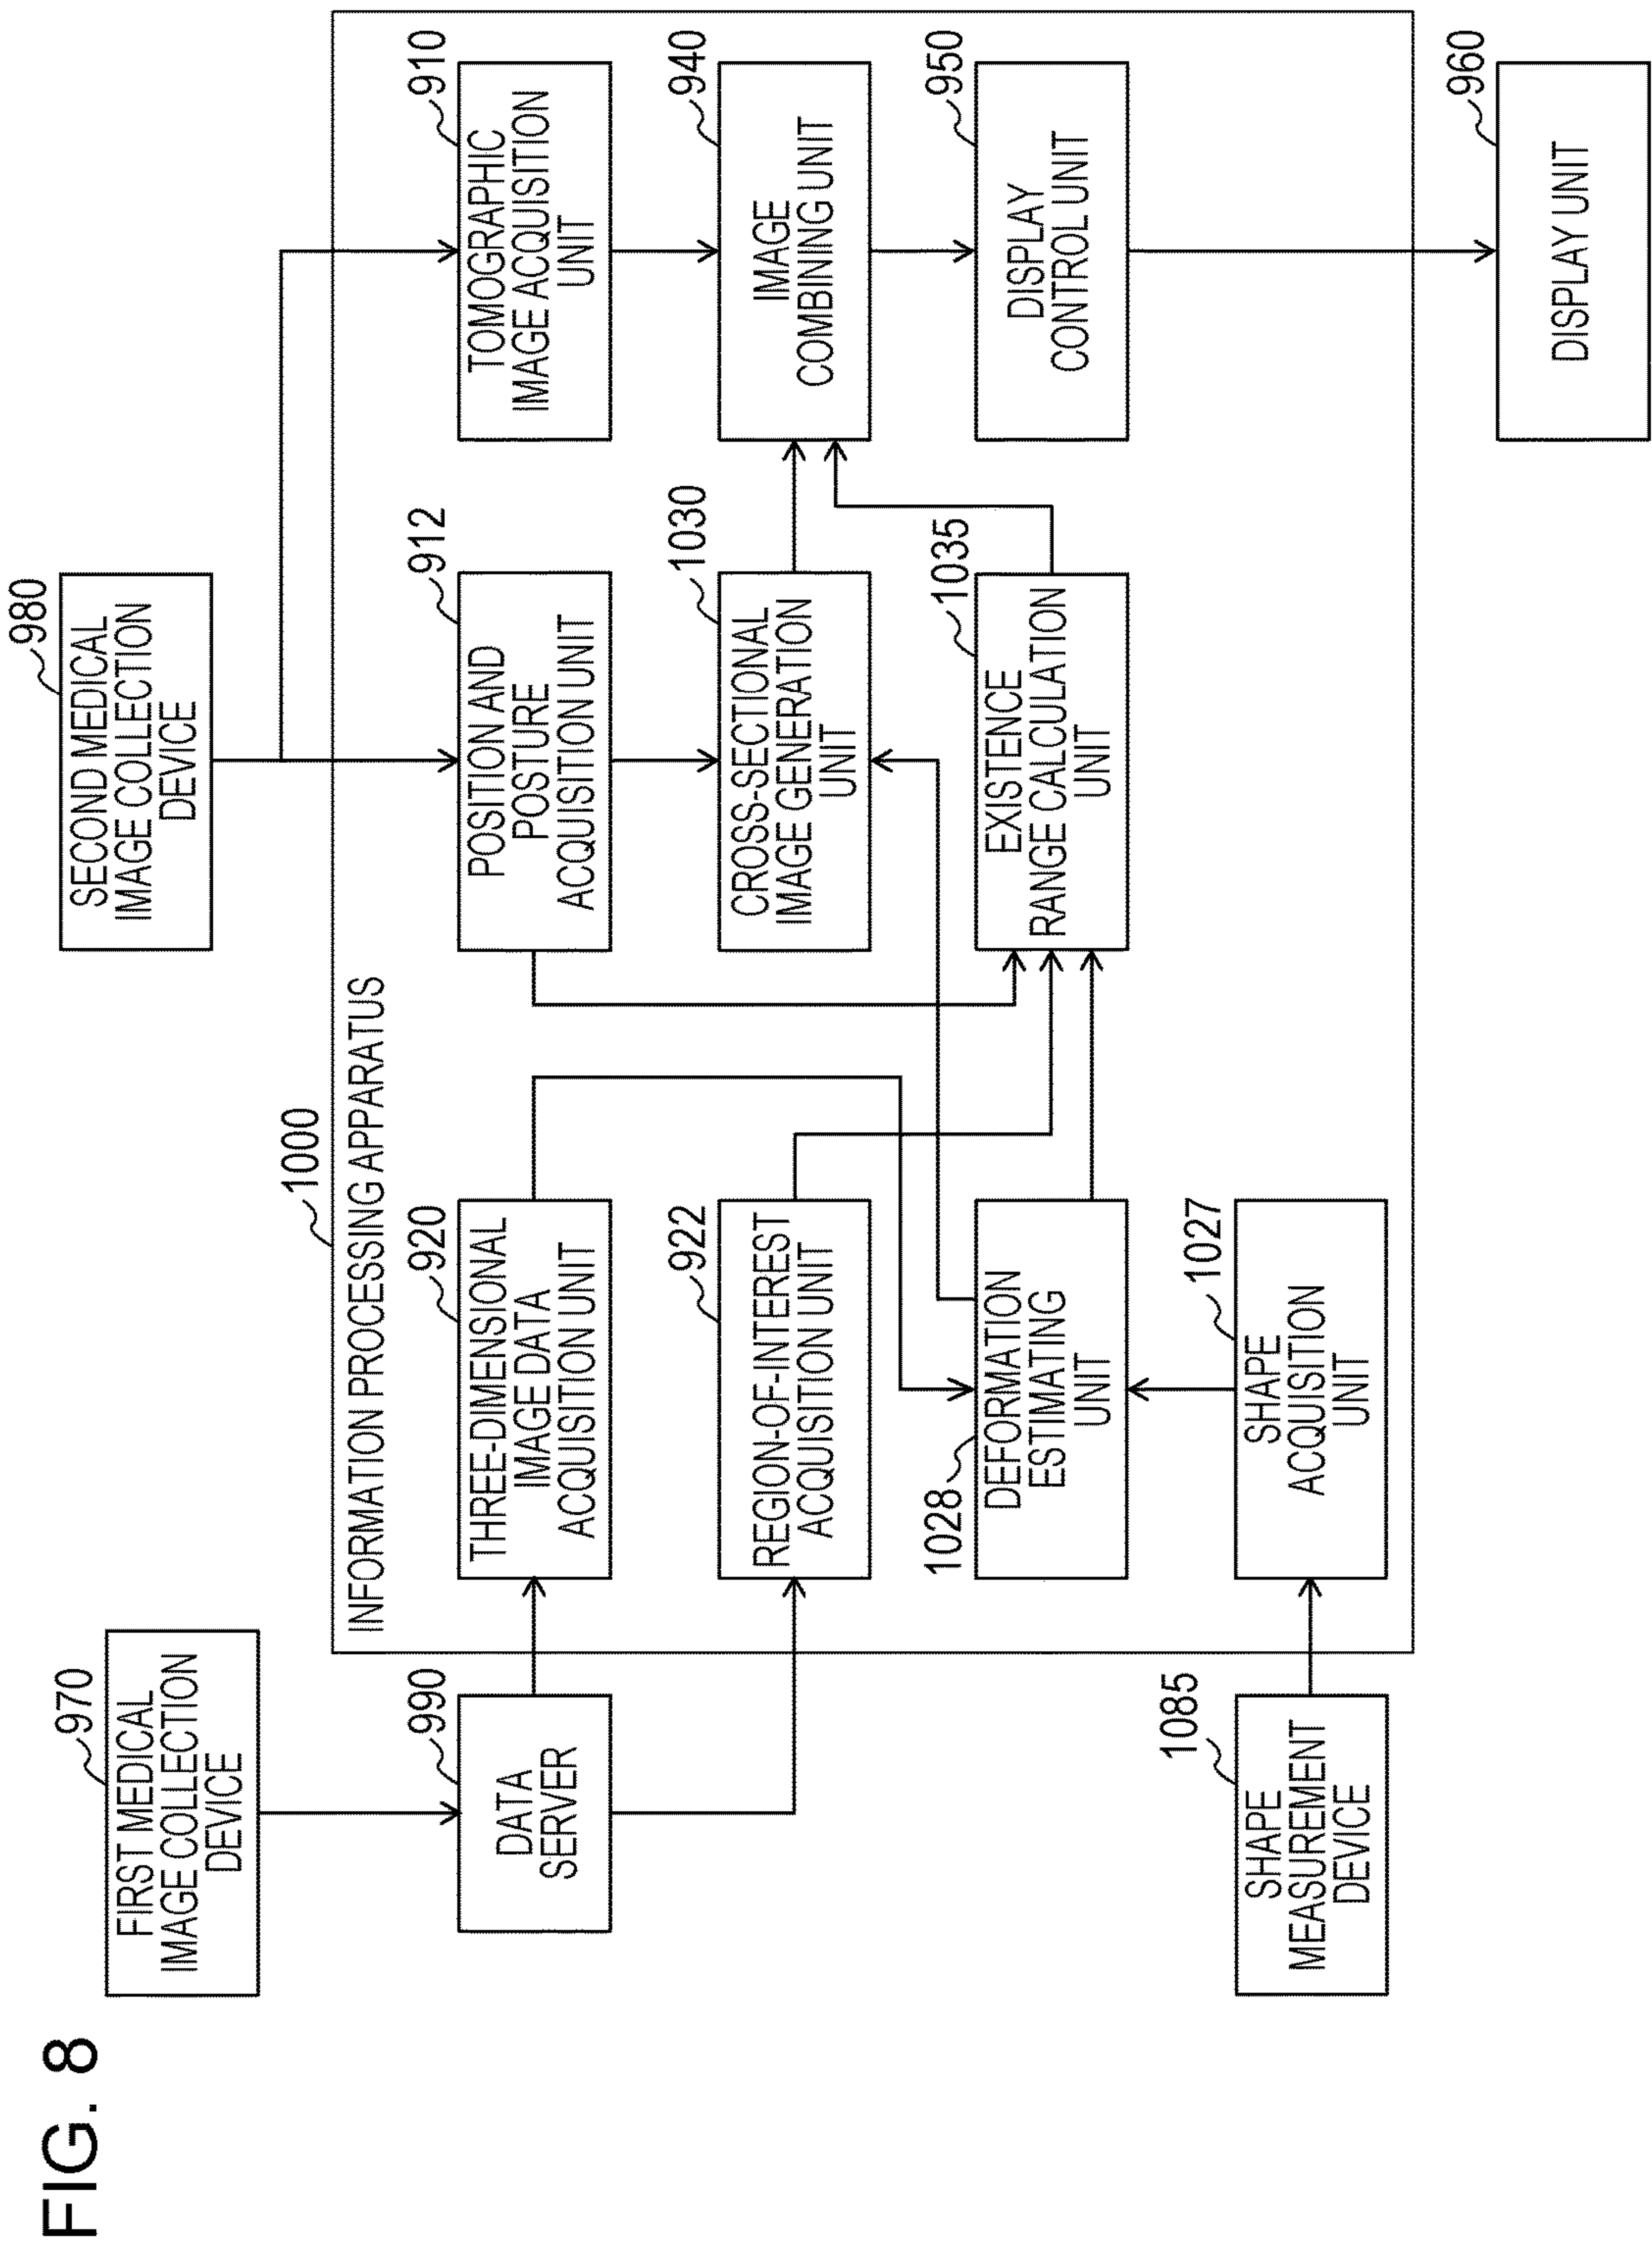 FIG. 8
970
FIRST MEDICAL
IMAGE COLLECTION
DEVICE
980
SECOND MEDICAL
IMAGE COLLECTION
DEVICE
1000
INFORMATION PROCESSING APPARATUS
990
DATA
SERVER
920
THREE-DIMENSIONAL
IMAGE DATA
ACQUISITION UNIT
912
POSITION AND
POSTURE
ACQUISITION UNIT
910
TOMOGRAPHIC
IMAGE ACQUISITION
UNIT
922
REGION-OF-INTEREST
ACQUISITION UNIT
1030
CROSS-SECTIONAL
IMAGE GENERATION
UNIT
940
IMAGE
COMBINING UNIT
1028
DEFORMATION
ESTIMATING
UNIT
1035
EXISTENCE
RANGE CALCULATION
UNIT
950
DISPLAY
CONTROL UNIT
1085
SHAPE
MEASUREMENT
DEVICE
1027
SHAPE
ACQUISITION
UNIT
960
DISPLAY UNIT